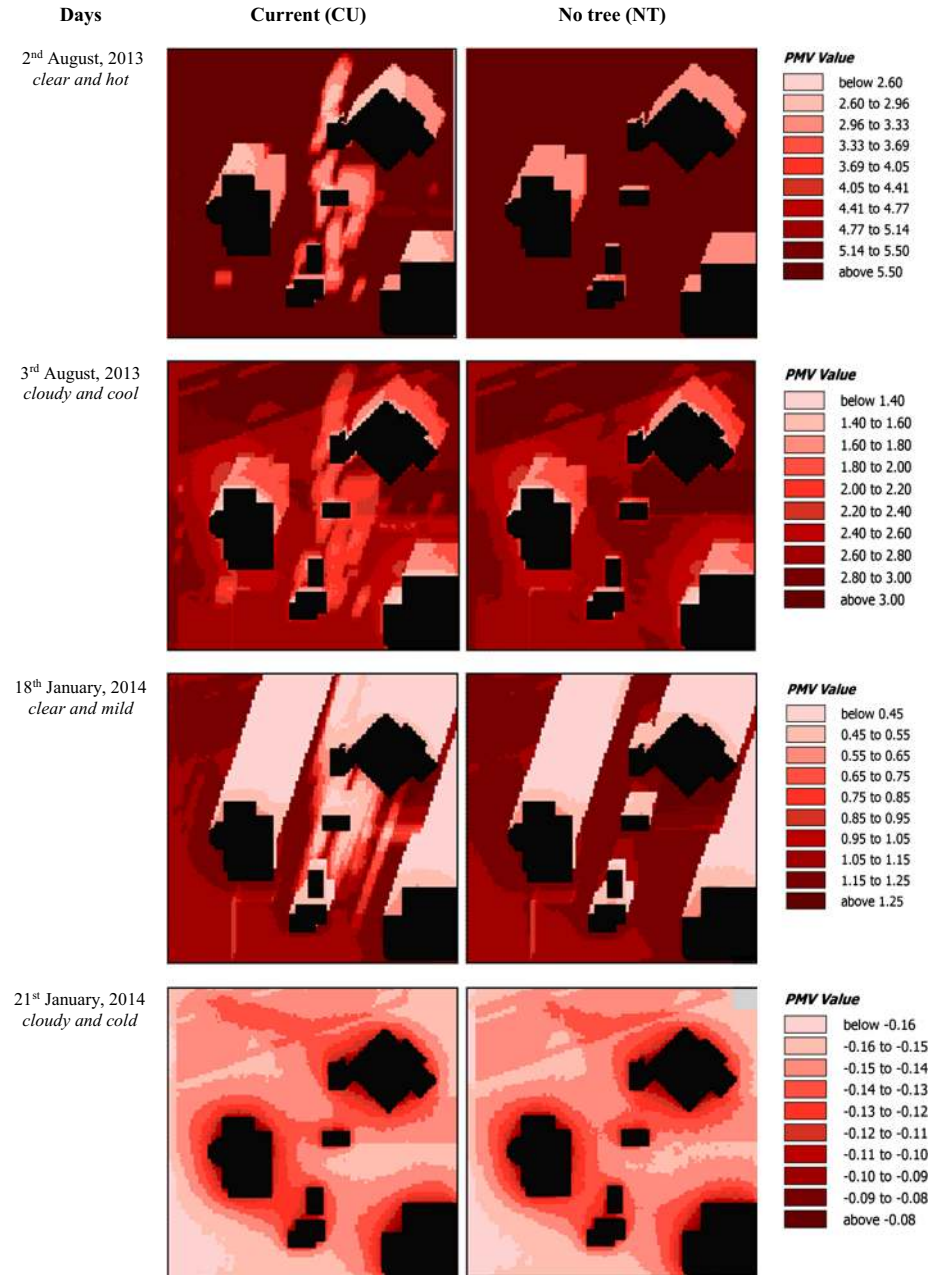 Days Current (CU) No tree (NT)
2nd August, 2013
clear and hot
PMV Value
below 2.60
2.60 to 2.96
2.96 to 3.33
3.33 to 3.69
3.69 to 4.05
4.05 to 4.41
4.41 to 4.77
4.77 to 5.14
5.14 to 5.50
above 5.50
3rd August, 2013
cloudy and cool
PMV Value
below 1.40
1.40 to 1.60
1.60 to 1.80
1.80 to 2.00
2.00 to 2.20
2.20 to 2.40
2.40 to 2.60
2.60 to 2.80
2.80 to 3.00
above 3.00
18th January, 2014
clear and mild
PMV Value
below 0.45
0.45 to 0.55
0.55 to 0.65
0.65 to 0.75
0.75 to 0.85
0.85 to 0.95
0.95 to 1.05
1.05 to 1.15
1.15 to 1.25
above 1.25
21st January, 2014
cloudy and cold
PMV Value
below -0.16
-0.16 to -0.15
-0.15 to -0.14
-0.14 to -0.13
-0.13 to -0.12
-0.12 to -0.11
-0.11 to -0.10
-0.10 to -0.09
-0.09 to -0.08
above -0.08